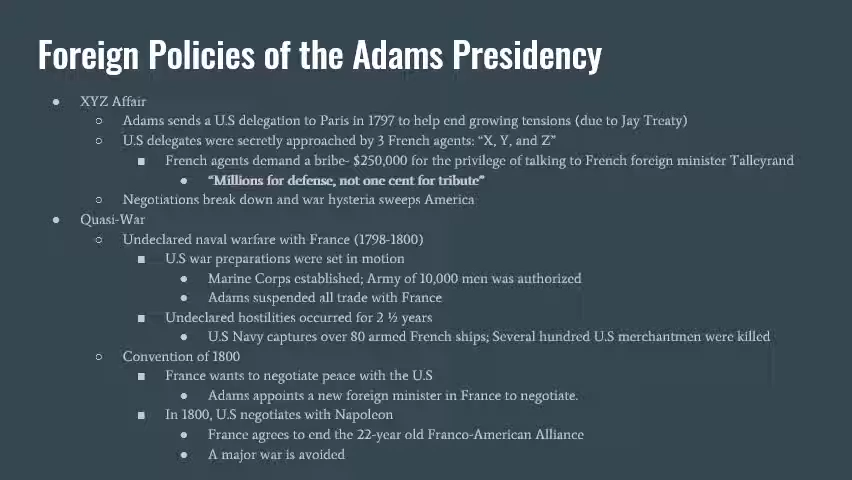 Foreign Policies of the Adams Presidency
XYZ Affair
Adams sends a U.S delegation to Paris in 1797 to help end growing tensions (due to Jay Treaty)
U.S delegates were secretly approached by 3 French agents: “X, Y, and Z”
French agents demand a bribe- $250,000 for the privilege of talking to French foreign minister Talleyrand
“Millions for defense, not one cent for tribute”
Negotiations break down and war hysteria sweeps America
Quasi-War
Undeclared naval warfare with France (1798-1800)
U.S war preparations were set in motion
Marine Corps established; Army of 10,000 men was authorized
Adams suspended all trade with France
Undeclared hostilities occurred for 2 ½ years
U.S Navy captures over 80 armed French ships; Several hundred U.S merchantmen were killed
Convention of 1800
France wants to negotiate peace with the U.S
Adams appoints a new foreign minister in France to negotiate.
In 1800, U.S negotiates with Napoleon
France agrees to end the 22-year old Franco-American Alliance
A major war is avoided